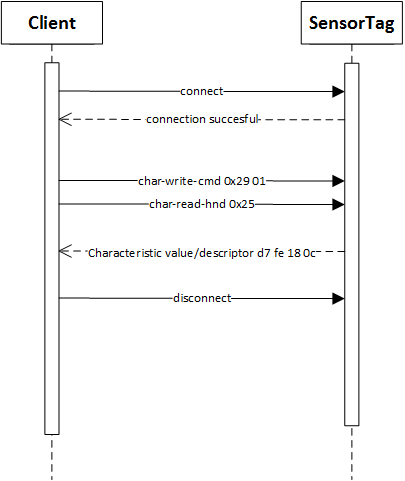 Client
SensorTag
connect
connection succesful
char-write-cmd 0x29 01
char-read-hnd 0x25
Characteristic value/descriptor d7 fe 18 0c
disconnect